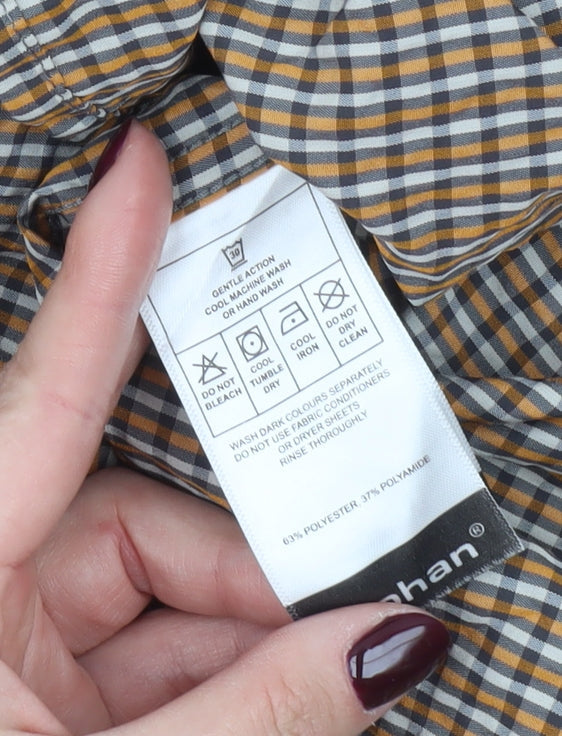 30
GENTLE ACTION
COOL MACHINE WASH
OR HAND WASH
DO NOT
BLEACH
COOL
TUMBLE
DRY
COOL
IRON
DO NOT
DRY
CLEAN
WASH DARK COLOURS SEPARATELY
DO NOT USE FABRIC CONDITIONERS
OR DRYER SHEETS
RINSE THOROUGHLY
63% POLYESTER, 37% POLYAMIDE